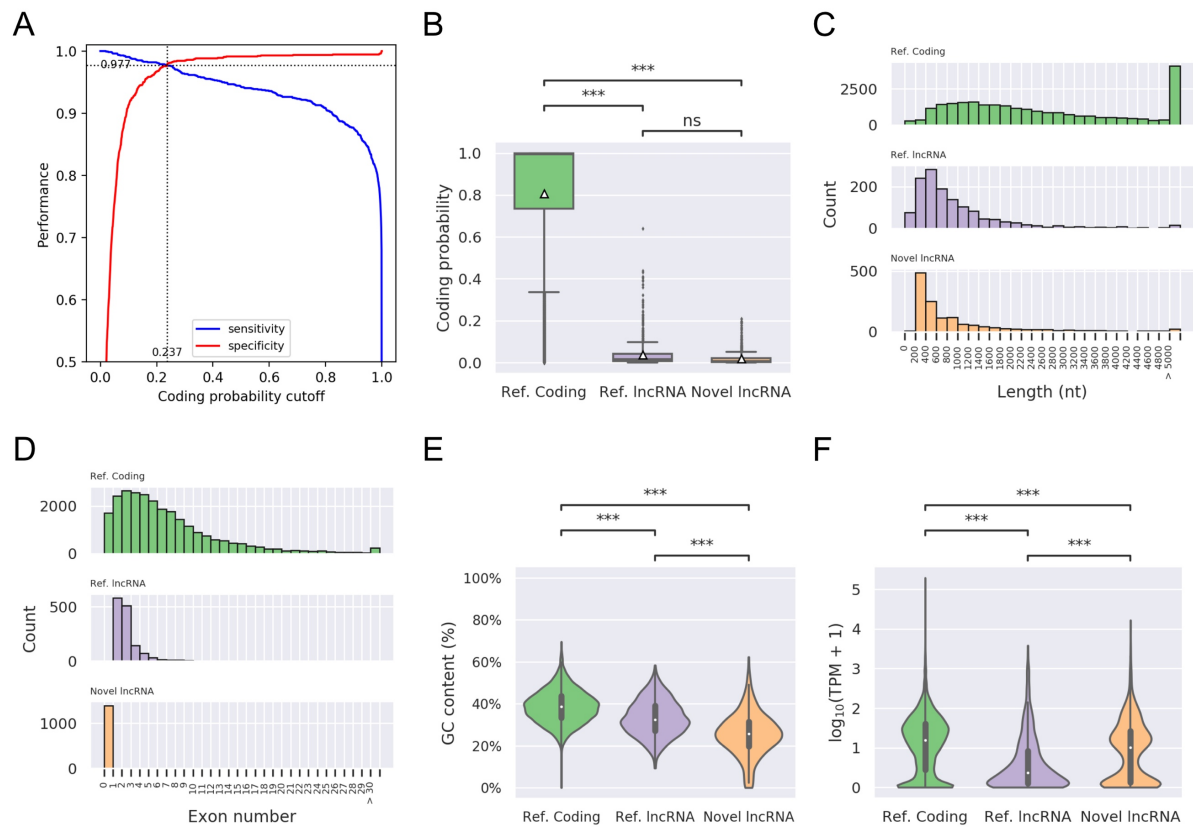 A
1.0
0.977
0.9
0.8
0.7
0.6
0.5
Performance
sensitivity
specificity
0.237
0.0 0.2 0.4 0.6 0.8 1.0
Coding probability cutoff
B
***
***
ns
1.0
0.8
0.6
0.4
0.2
0.0
Coding probability
Ref. Coding Ref. lncRNA Novel lncRNA
C
Ref. Coding
2500
0
Ref. lncRNA
200
0
Count
Novel lncRNA
500
0
0 200 400 600 800 1000 1200 1400 1600 1800 2000 2200 2400 2600 2800 3000 3200 3400 3600 3800 4000 4200 4400 4600 4800 > 5000
Length (nt)
D
Ref. Coding
2000
0
Ref. lncRNA
500
0
Count
Novel lncRNA
1000
0
0 1 2 3 4 5 6 7 8 9 10 11 12 13 14 15 16 17 18 19 20 21 22 23 24 25 26 27 28 29 > 30
Exon number
E
***
***
***
100%
80%
60%
40%
20%
0%
GC content (%)
Ref. Coding Ref. lncRNA Novel lncRNA
F
***
***
***
5
4
3
2
1
0
log10(TPM + 1)
Ref. Coding Ref. lncRNA Novel lncRNA